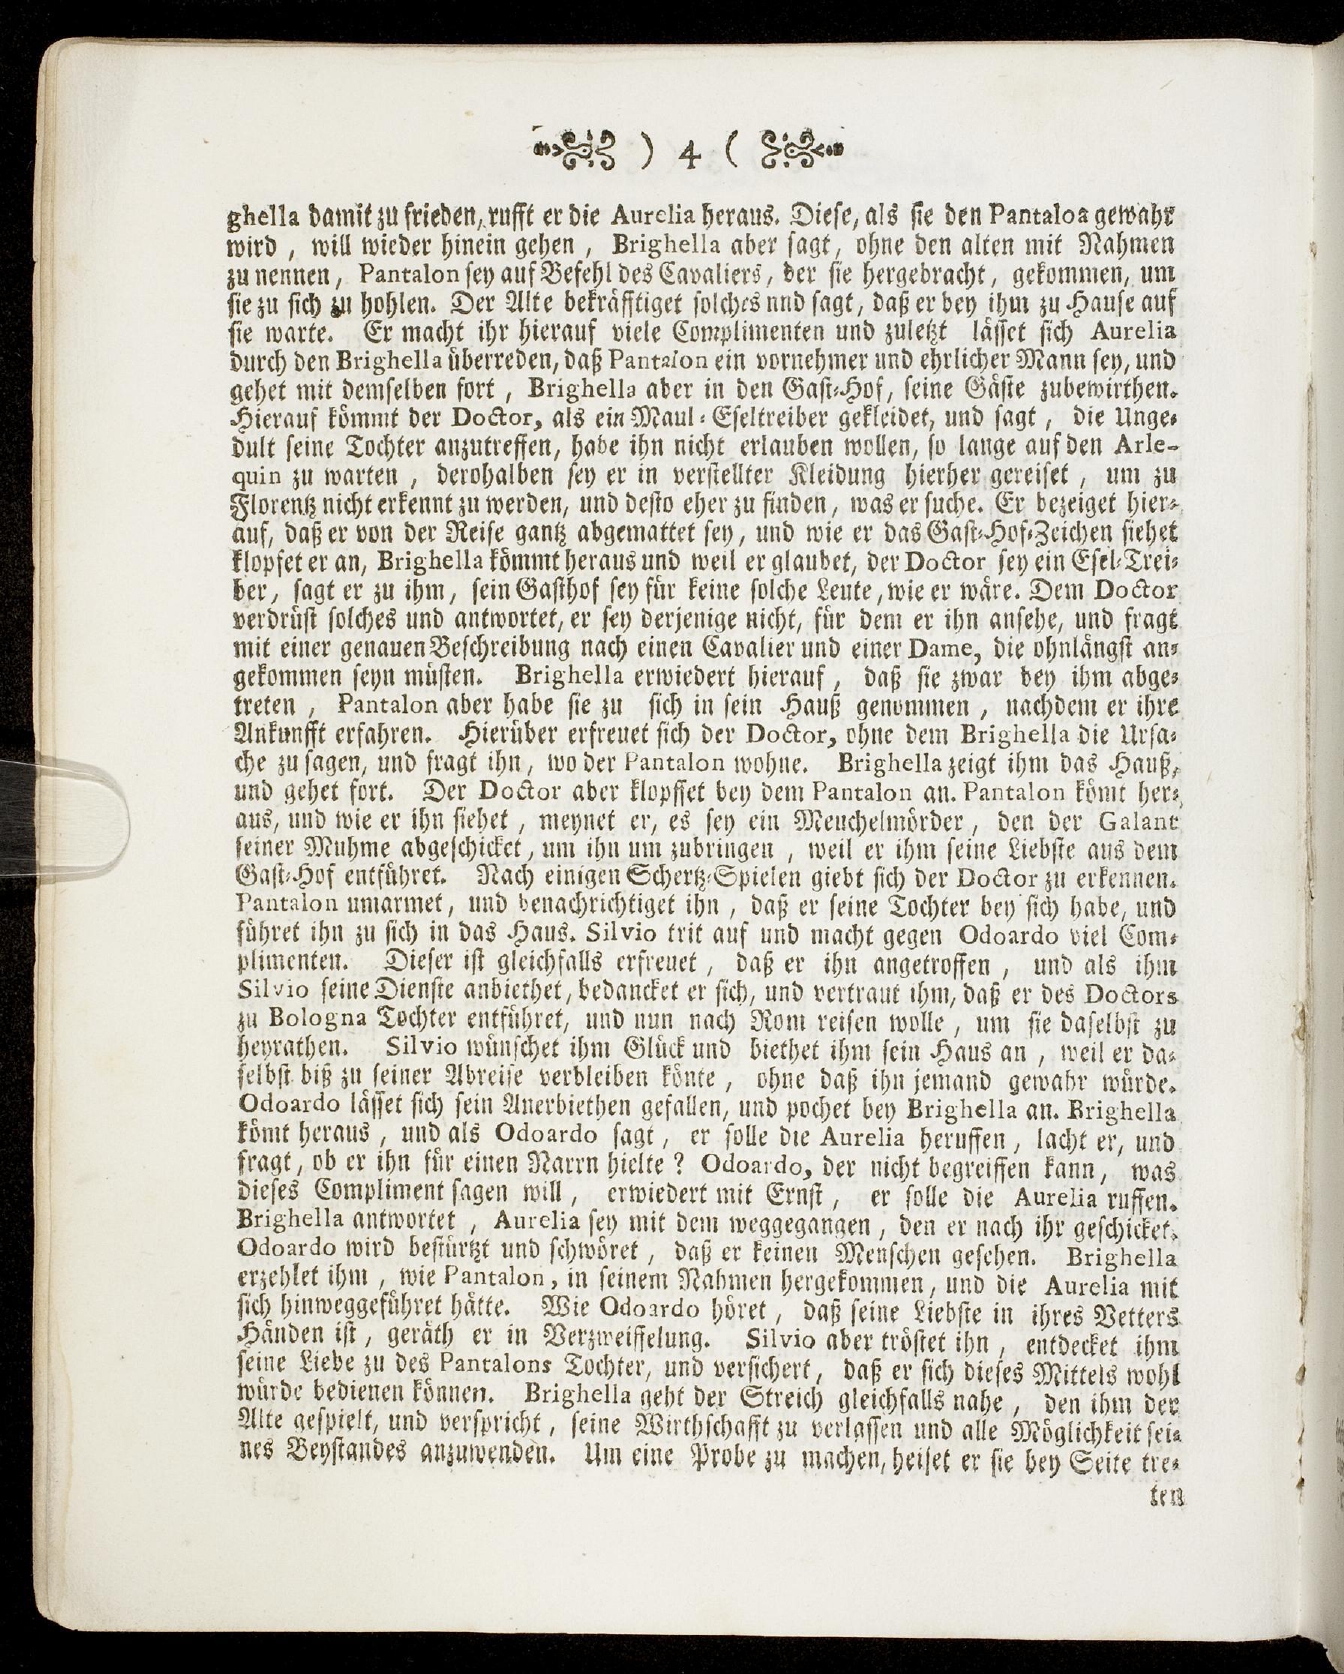 ) 4 (
ghella damit zu frieden, rufft er die Aurelia heraus. Diese, als sie den Pantaloa gewahr
wird , will wieder hinein gehen , Brighella aber sagt, ohne den alten mit Nahmen
zu nennen, Pantalon sey auf Befehl des Cavaliers, der sie hergebracht, gekommen, um
sie zu sich zu hohlen. Der Alte bekräfftiget solches nnd sagt, daß er bey ihm zu Hause auf
sie warte. Er macht ihr hierauf viele Complimenten und zuletzt lässet sich Aurelia
durch den Brighella überreden, daß Pantalon ein vornehmer und ehrlicher Mann sey, und
gehet mit demselben fort , Brighella aber in den Gast-Hof, seine Gäste zubewirthen.
Hierauf kömmt der Doctor, als ein Maul-Eseltreiber gekleidet, und sagt , die Unge-
dult seine Tochter anzutreffen, habe ihn nicht erlauben wollen, so lange auf den Arle-
quin zu warten , derohalben sey er in verstellter Kleidung hierher gereiset , um zu
Florentz nicht erkennt zu werden, und desto eher zu finden, was er suche. Er bezeiget hier-
auf, daß er von der Reise gantz abgemattet sey, und wie er das Gast-Hof-Zeichen siehet
klopfet er an, Brighella kömmt heraus und weil er glaubet, der Doctor sey ein Esel-Trei-
ber, sagt er zu ihm, sein Gasthof sey für keine solche Leute, wie er wäre. Dem Doctor
verdrüst solches und antwortet, er sey derjenige nicht, für dem er ihn ansehe, und fragt
mit einer genauen Beschreibung nach einen Cavalier und einer Dame, die ohnlängst an-
gekommen seyn müsten. Brighella erwiedert hierauf , daß sie zwar bey ihm abge-
treten , Pantalon aber habe sie zu sich in sein Hauß genommen , nachdem er ihre
Ankunfft erfahren. Hierüber erfreuet sich der Doctor, ohne dem Brighella die Ursa-
che zu sagen, und fragt ihn , wo der Pantalon wohne. Brighella zeigt ihm das Hauß,
und gehet fort. Der Doctor aber klopffet bey dem Pantalon an. Pantalon kömt her-
aus, und wie er ihn siehet , meynet er, es sey ein Meuchelmörder , den der Galant
seiner Muhme abgeschicket, um ihn um zubringen , weil er ihm seine Liebste aus dem
Gast-Hof entführet. Nach einigen Schertz-Spielen giebt sich der Doctor zu erkennen.
Pantalon umarmet, und benachrichtiget ihn , daß er seine Tochter bey sich habe, und
führet ihn zu sich in das Haus. Silvio trit auf und macht gegen Odoardo viel Com-
plimenten. Dieser ist gleichfalls erfreuet , daß er ihn angetroffen , und als ihm
Silvio seine Dienste anbiethet, bedancket er sich, und vertraut ihm, daß er des Doctors
zu Bologna Tochter entführet, und nun nach Rom reisen wolle , um sie daselbst zu
heyrathen. Silvio wünschet ihm Glück und biethet ihm sein Haus an , weil er da-
selbst biß zu seiner Abreise verbleiben könte , ohne daß ihn jemand gewahr würde.
Odoardo lässet sich sein Anerbiethen gefallen, und pochet bey Brighella an. Brighella
kömt heraus , und als Odoardo sagt , er solle die Aurelia heruffen , lacht er, und
fragt, ob er ihn für einen Narrn hielte ? Odoardo, der nicht begreiffen kann, was
dieses Compliment sagen will , erwiedert mit Ernst , er solle die Aurelia ruffen.
Brighella antwortet , Aurelia sey mit dem weggegangen , den er nach ihr geschicket.
Odoardo wird bestürtzt und schwöret , daß er keinen Menschen gesehen. Brighella
erzehlet ihm , wie Pantalon, in seinem Nahmen hergekommen, und die Aurelia mit
sich hinweggeführet hätte. Wie Odoardo höret , daß seine Liebste in ihres Vetters
Händen ist , geräth er in Verzweiffelung. Silvio aber tröstet ihn , entdecket ihm
seine Liebe zu des Pantalons Tochter, und versichert, daß er sich dieses Mittels wohl
würde bedienen können. Brighella geht der Streich gleichfalls nahe , den ihm der
Alte gespielt, und verspricht , seine Wirthschafft zu verlassen und alle Möglichkeit sei-
nes Beystandes anzuwenden. Um eine Probe zu machen, heiset er sie bey Seite tre-
ten